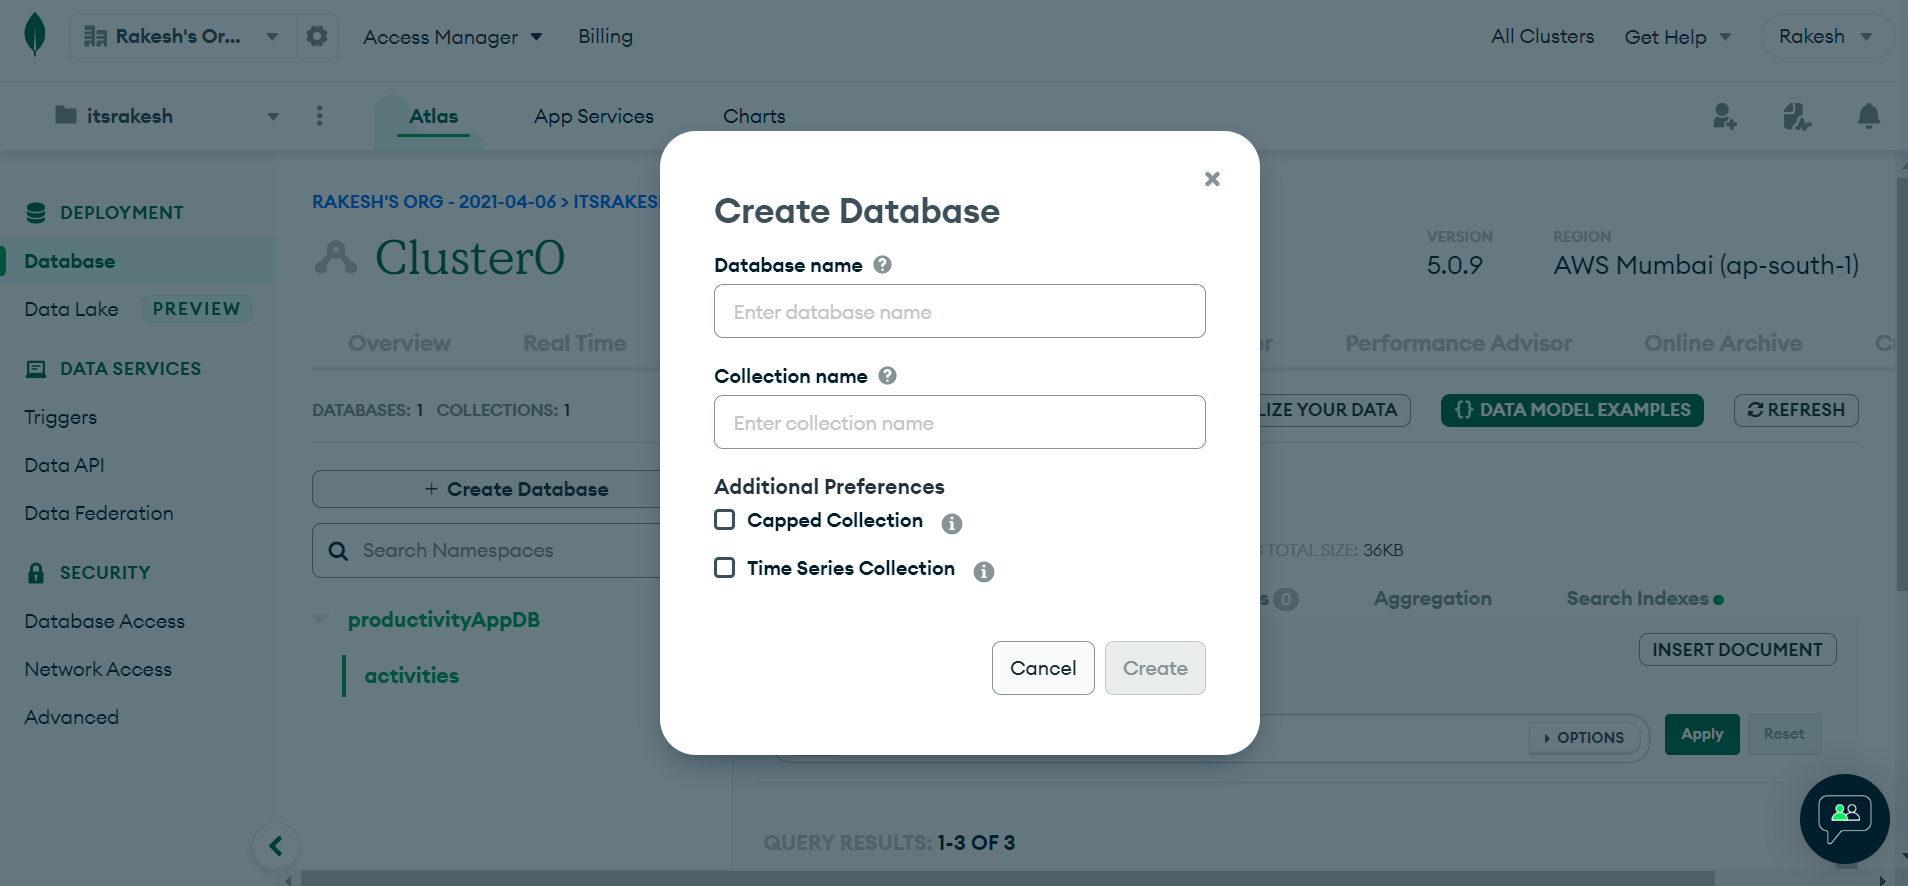 Rakesh's Or... Access Manager Billing All Clusters Get Help Rakesh
itsrakesh Atlas App Services Charts
DEPLOYMENT
Database
Data Lake PREVIEW
DATA SERVICES
Triggers
Data API
Data Federation
SECURITY
Database Access
Network Access
Advanced
RAKESH'S ORG - 2021-04-06 > ITSRAKES
Cluster0
VERSION
5.0.9
REGION
AWS Mumbai (ap-south-1)
Overview Real Time Performance Advisor Online Archive
DATABASES: 1 COLLECTIONS: 1
LIZE YOUR DATA {} DATA MODEL EXAMPLES REFRESH
+ Create Database
Search Namespaces
productivityAppDB
activities
TOTAL SIZE: 36KB
0 Aggregation Search Indexes
INSERT DOCUMENT
OPTIONS Apply Reset
QUERY RESULTS: 1-3 OF 3
Create Database
Database name
Enter database name
Collection name
Enter collection name
Additional Preferences
Capped Collection
Time Series Collection
Cancel Create